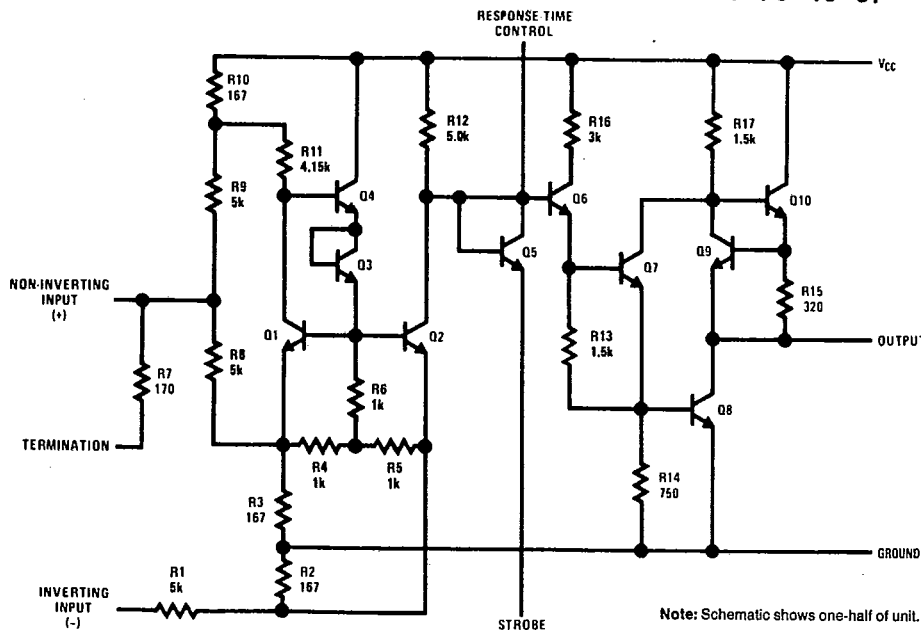 RESPONSE-TIME
CONTROL
VCC
R10
167
R11
4.15k
R12
5.0k
R16
3k
R17
1.5k
R9
5k
Q4
Q6
Q10
Q3
Q5
Q7
Q9
NON-INVERTING
INPUT
(+)
R15
320
R7
170
R8
5k
Q1
Q2
R13
1.5k
OUTPUT
R6
1k
Q8
TERMINATION
R4
1k
R5
1k
R14
750
R3
167
GROUND
R2
167
R1
5k
INVERTING
INPUT
(–)
STROBE
Note: Schematic shows one-half of unit.